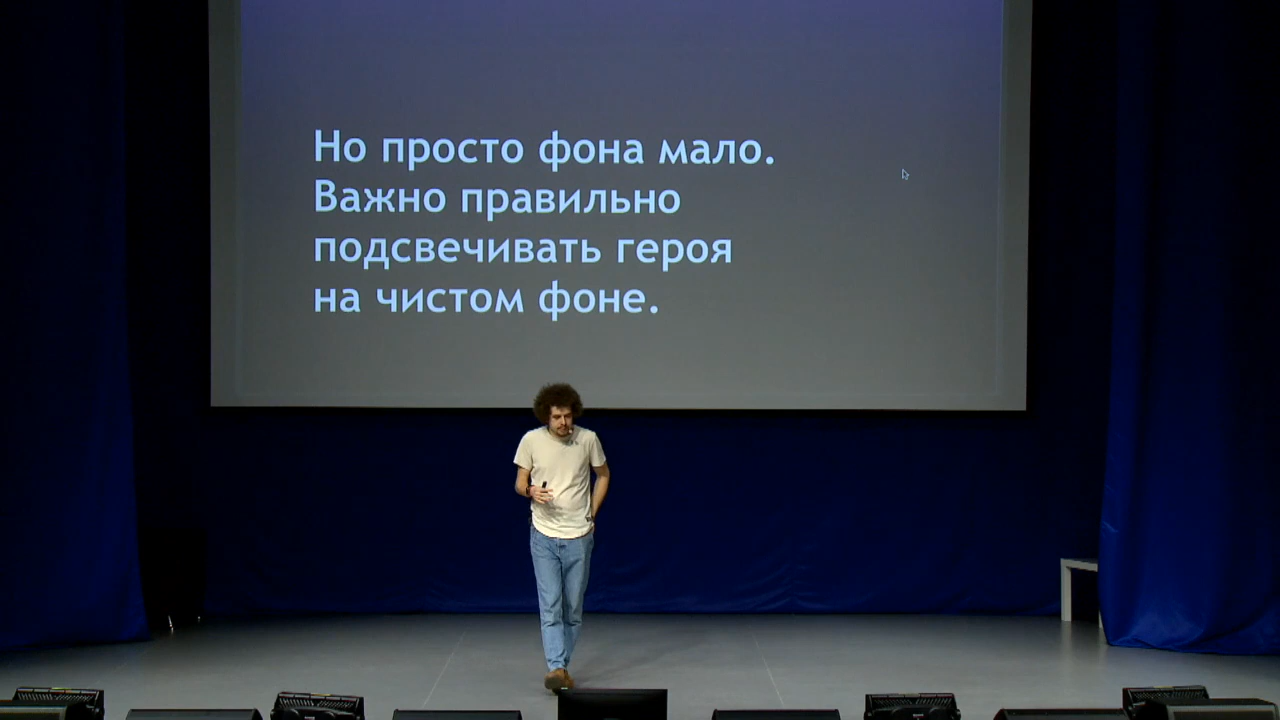 Но просто фона мало.
Важно правильно
подсвечивать героя
на чистом фоне.